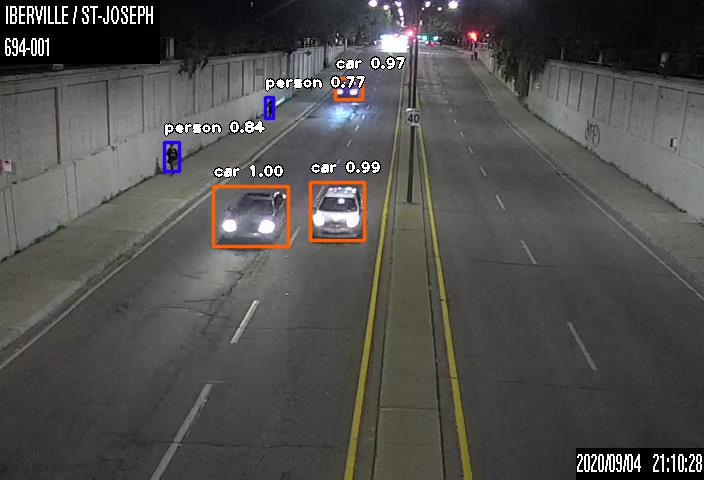 IBERVILLE / ST-JOSEPH
694-001
car 0.97
person 0.77
person 0.84
car 1.00
car 0.99
40
2020/09/04 21:10:28